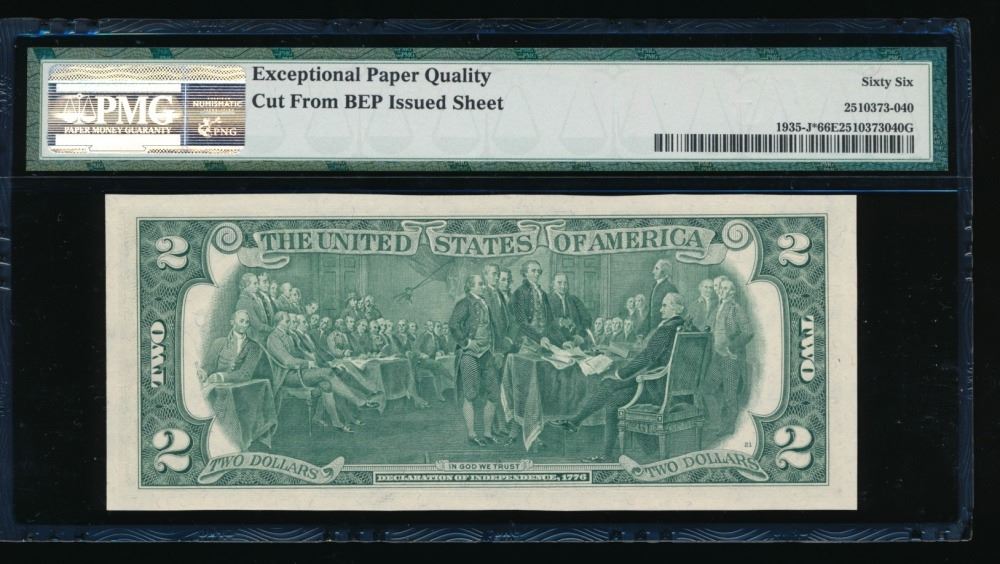 PMG
PAPER MONEY GUARANTY
NUMISMATIC
PNG
Exceptional Paper Quality
Cut From BEP Issued Sheet
Sixty Six
2510373-040
1935-J*66E2510373040G
2 THE UNITED STATES OF AMERICA 2
TWO
TWO
2
2
TWO DOLLARS
TWO DOLLARS
21
IN GOD WE TRUST
DECLARATION OF INDEPENDENCE, 1776